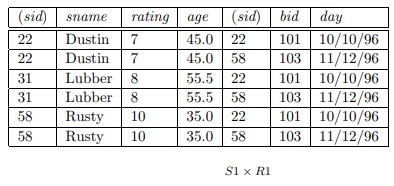 (sid) sname rating age (sid) bid day
22 Dustin 7 45.0 22 101 10/10/96
22 Dustin 7 45.0 58 103 11/12/96
31 Lubber 8 55.5 22 101 10/10/96
31 Lubber 8 55.5 58 103 11/12/96
58 Rusty 10 35.0 22 101 10/10/96
58 Rusty 10 35.0 58 103 11/12/96
S1 × R1